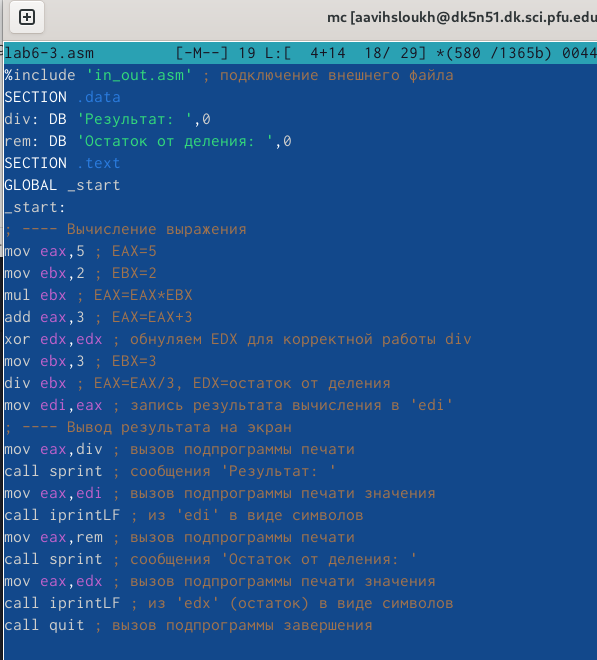 mc [aavihsloukh@dk5n51.dk.sci.pfu.edu
lab6-3.asm [-M--] 19 L:[ 4+14 18/ 29] *(580 /1365b) 0044
%include 'in_out.asm' ; подключение внешнего файла
SECTION .data
div: DB 'Результат: ',0
rem: DB 'Остаток от деления: ',0
SECTION .text
GLOBAL _start
_start:
; ---- Вычисление выражения
mov eax,5 ; EAX=5
mov ebx,2 ; EBX=2
mul ebx ; EAX=EAX*EBX
add eax,3 ; EAX=EAX+3
xor edx,edx ; обнуляем EDX для корректной работы div
mov ebx,3 ; EBX=3
div ebx ; EAX=EAX/3, EDX=остаток от деления
mov edi,eax ; запись результата вычисления в 'edi'
; ---- Вывод результата на экран
mov eax,div ; вызов подпрограммы печати
call sprint ; сообщения 'Результат: '
mov eax,edi ; вызов подпрограммы печати значения
call iprintLF ; из 'edi' в виде символов
mov eax,rem ; вызов подпрограммы печати
call sprint ; сообщения 'Остаток от деления: '
mov eax,edx ; вызов подпрограммы печати значения
call iprintLF ; из 'edx' (остаток) в виде символов
call quit ; вызов подпрограммы завершения